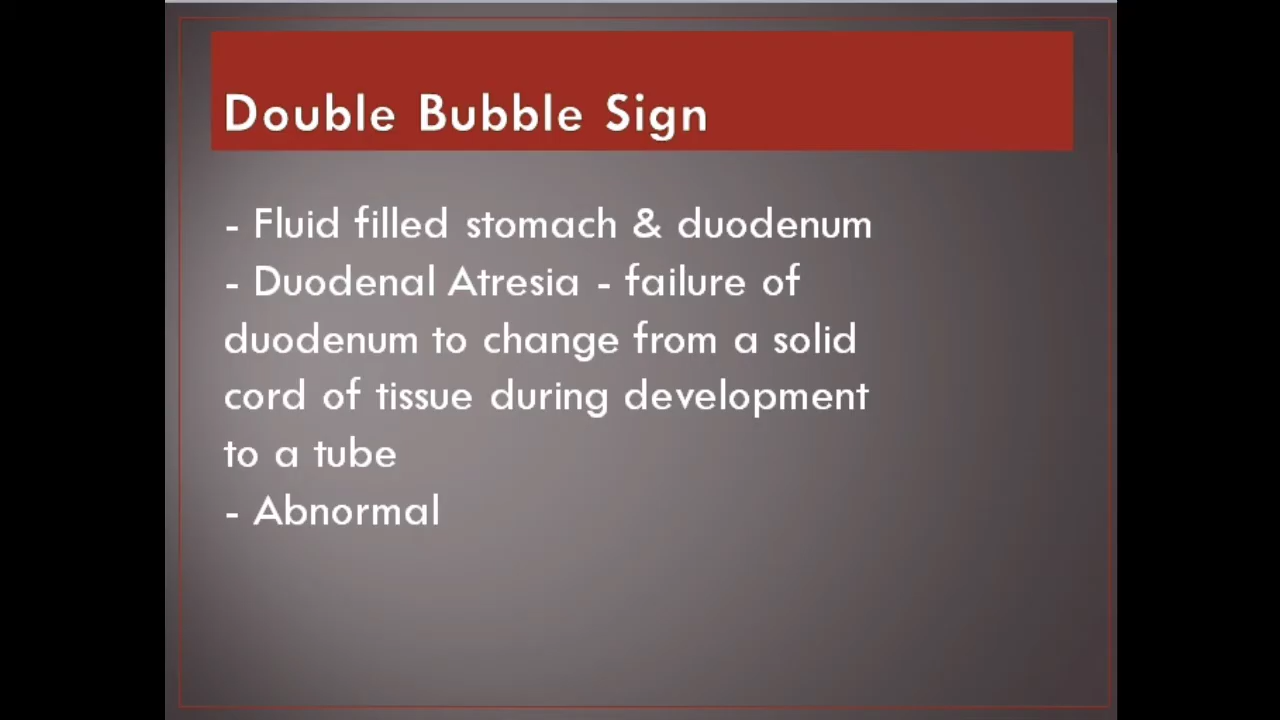 Double Bubble Sign
- Fluid filled stomach & duodenum
- Duodenal Atresia - failure of
duodenum to change from a solid
cord of tissue during development
to a tube
- Abnormal